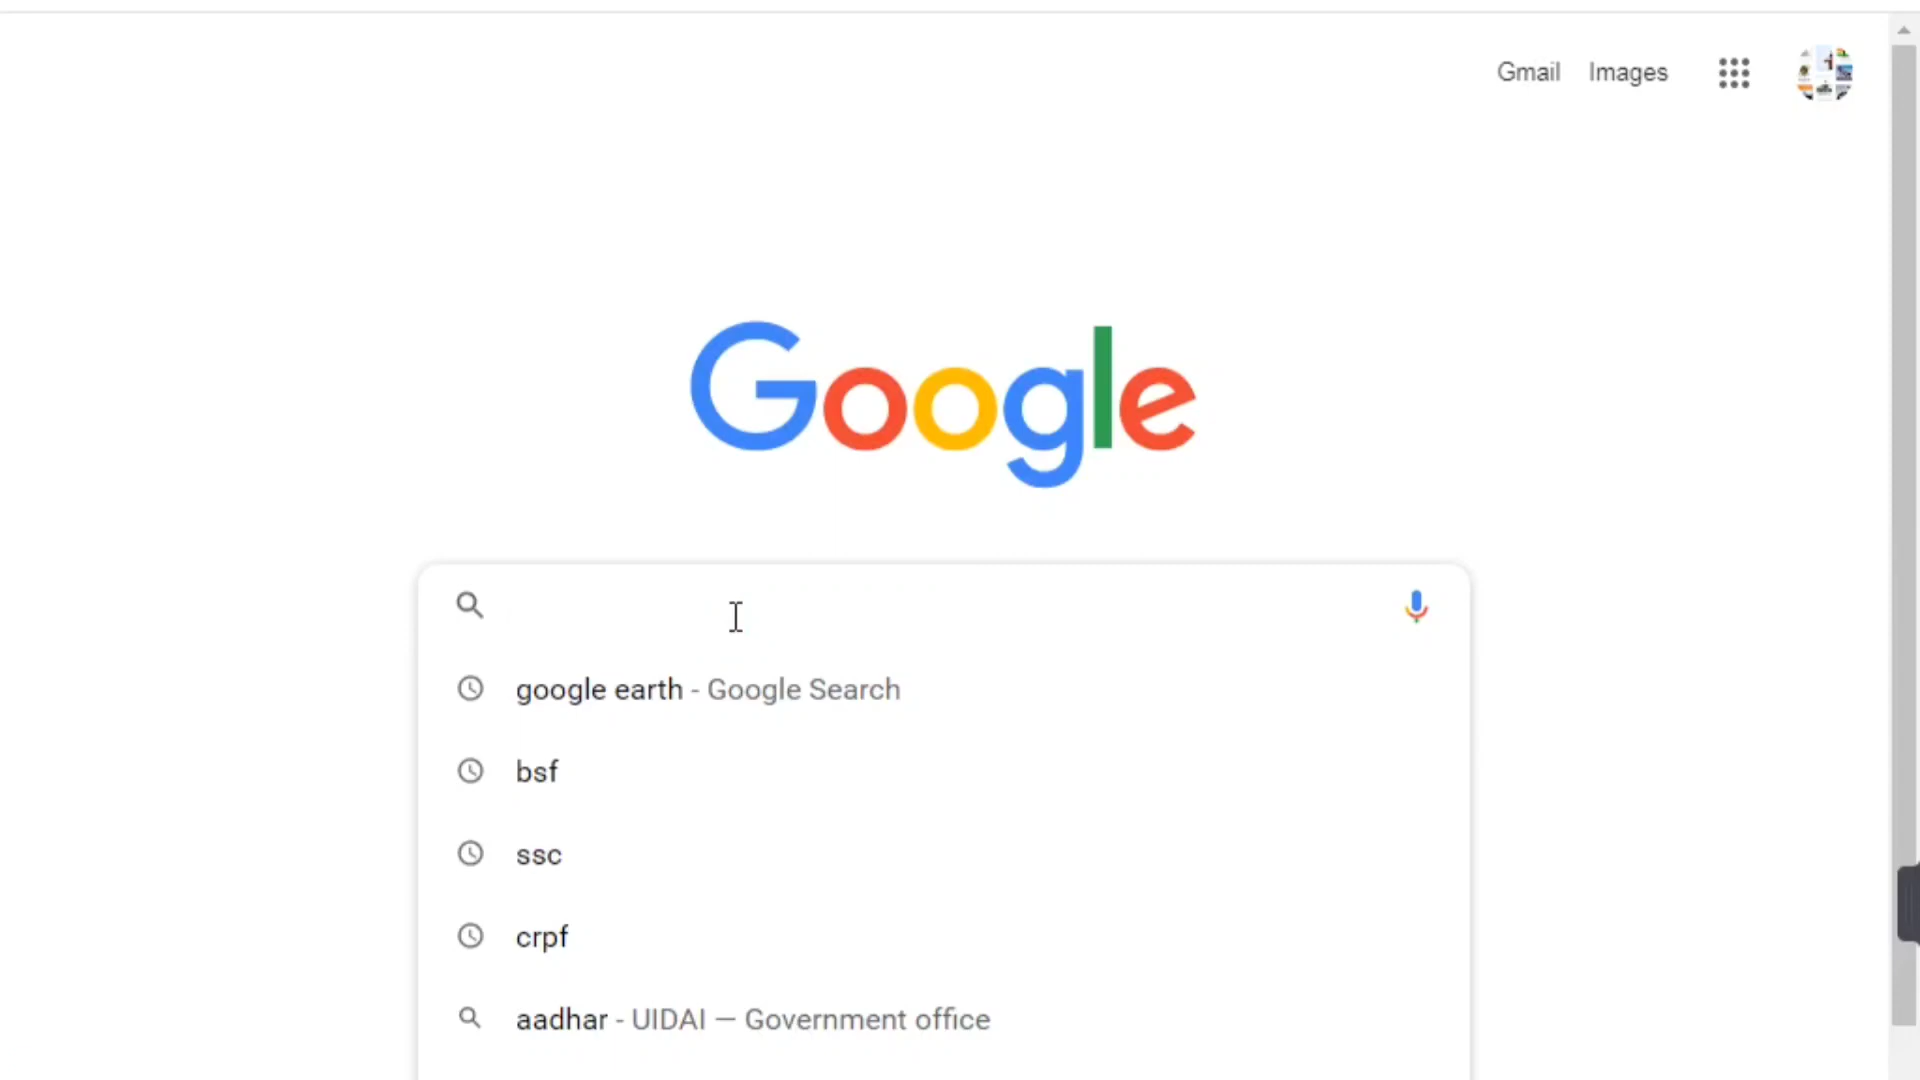 Gmail Images
Google
google earth - Google Search
bsf
ssc
crpf
aadhar - UIDAI — Government office